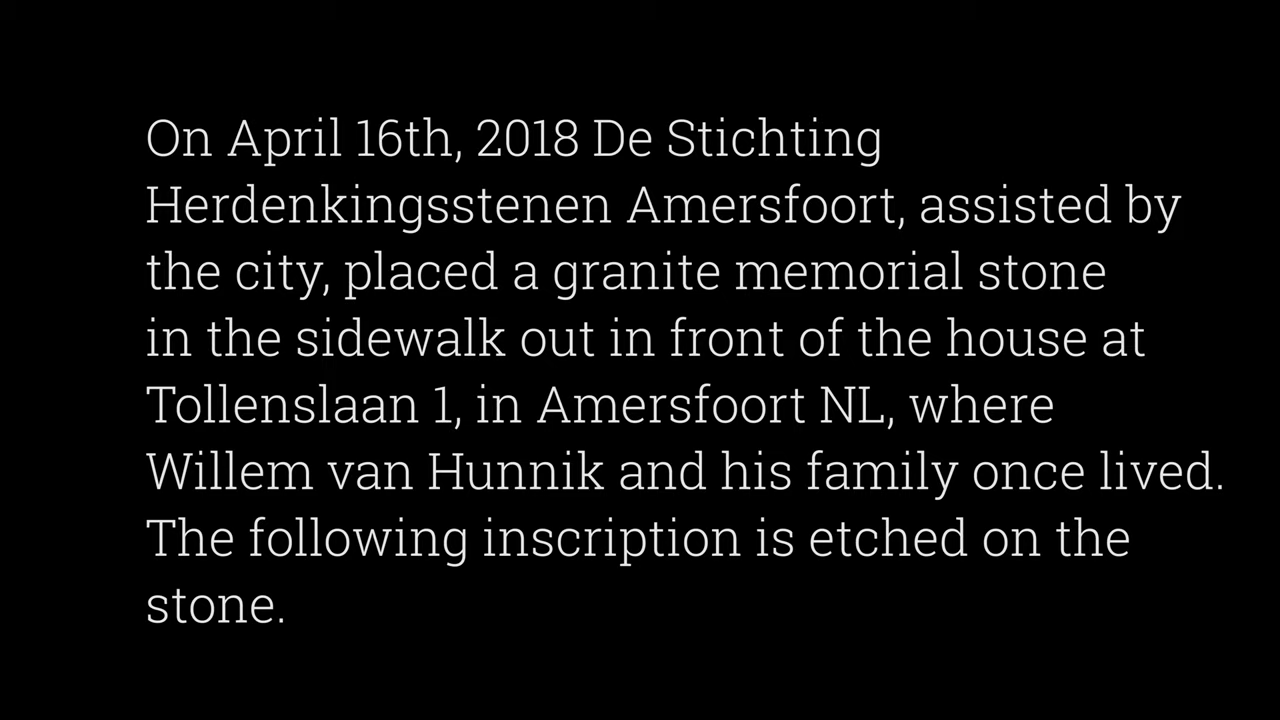 On April 16th, 2018 De Stichting
Herdenkingsstenen Amersfoort, assisted by
the city, placed a granite memorial stone
in the sidewalk out in front of the house at
Tollenslaan 1, in Amersfoort NL, where
Willem van Hunnik and his family once lived.
The following inscription is etched on the
stone.